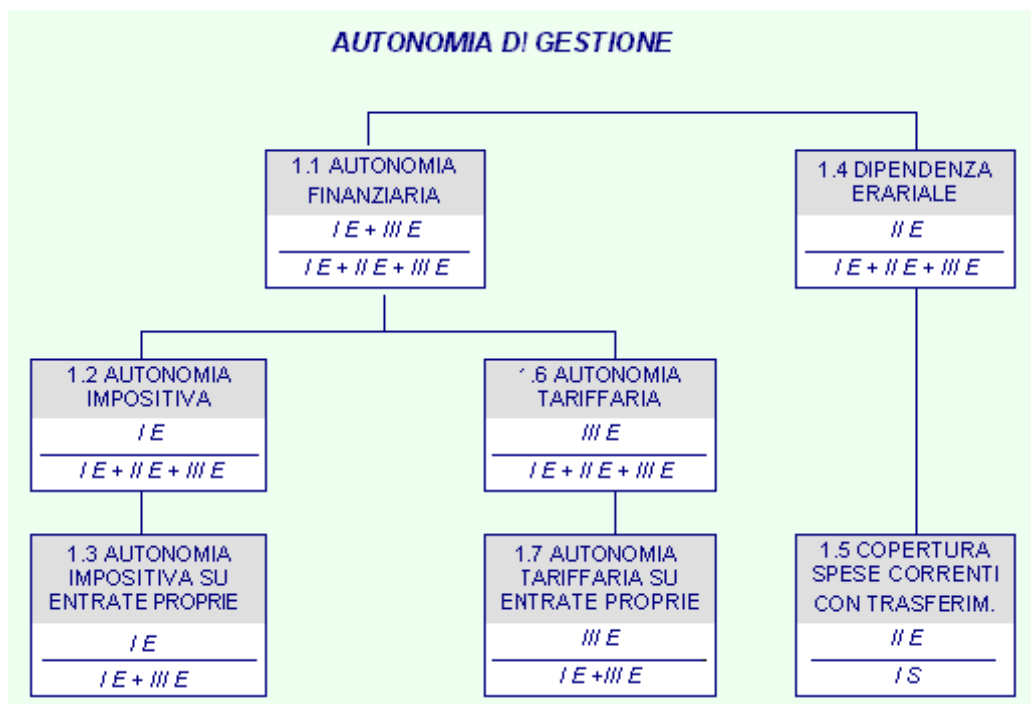 AUTONOMIA DI GESTIONE
1.1 AUTONOMIA
FINANZIARIA
I E + III E
I E + II E + III E
1.4 DIPENDENZA
ERARIALE
II E
I E + II E + III E
1.2 AUTONOMIA
IMPOSITIVA
I E
I E + II E + III E
1.6 AUTONOMIA
TARIFFARIA
III E
I E + II E + III E
1.3 AUTONOMIA
IMPOSITIVA SU
ENTRATE PROPRIE
I E
I E + III E
1.7 AUTONOMIA
TARIFFARIA SU
ENTRATE PROPRIE
III E
I E +III E
1.5 COPERTURA
SPESE CORRENTI
CON TRASFERIM.
II E
I S